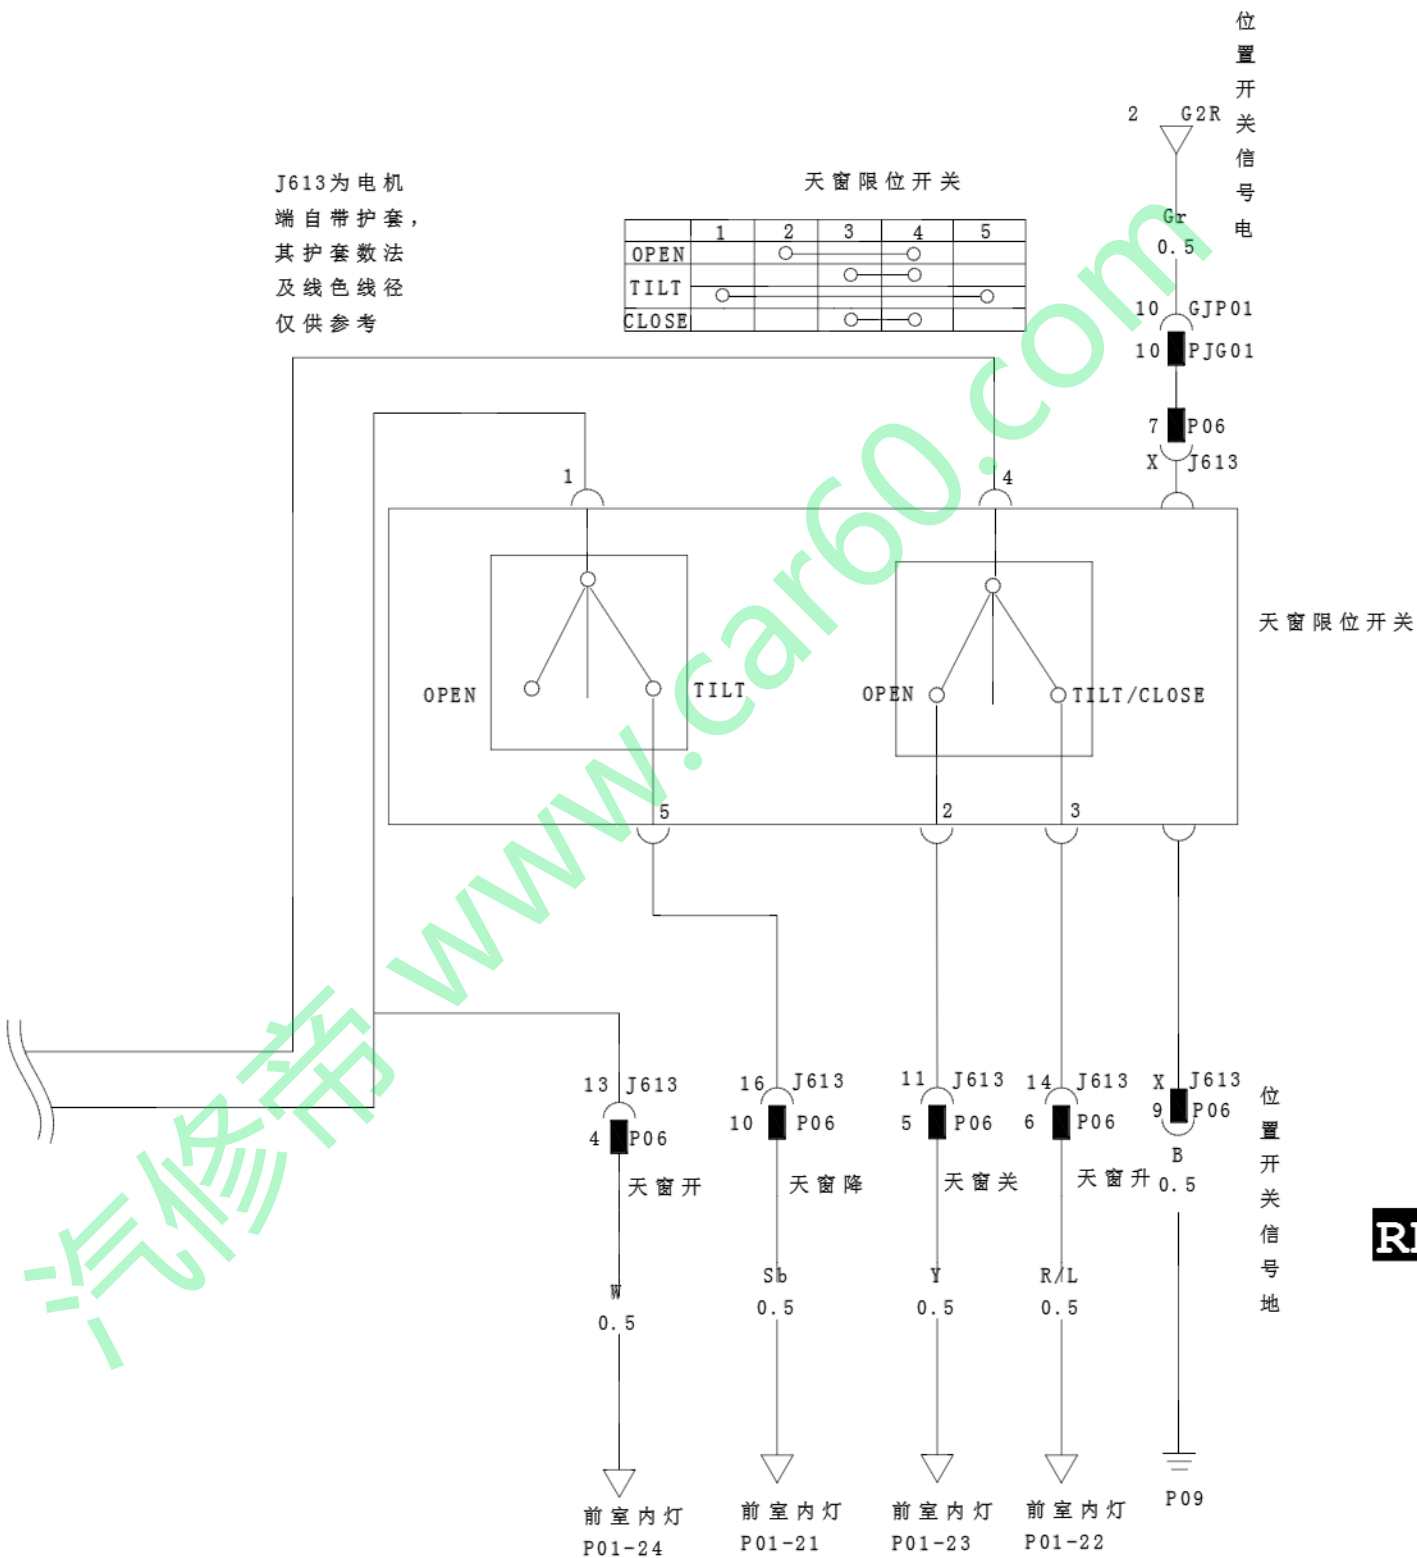 位置开关信号电
2 G2R
Gr
0.5
10 GJP01
10 PJG01
7 P06
X J613
J613为电机
端自带护套，
其护套数法
及线色线径
仅供参考
天窗限位开关
1 2 3 4 5
OPEN
TILT
CLOSE
1
4
OPEN
TILT
OPEN
TILT/CLOSE
天窗限位开关
5
2
3
13 J613
4 P06
天窗开
W
0.5
前室内灯
P01-24
16 J613
10 P06
天窗降
Sb
0.5
前室内灯
P01-21
11 J613
5 P06
天窗关
Y
0.5
前室内灯
P01-23
14 J613
6 P06
天窗升
R/L
0.5
前室内灯
P01-22
X J613
9 P06
B
0.5
P09
位置开关信号地
汽修帝 www.car60.com